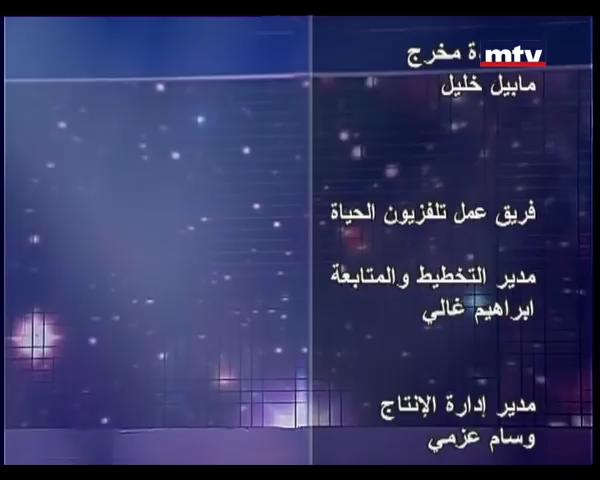 mtv
مخرج
مابيل خليل
فريق عمل تلفزيون الحياة
مدير التخطيط والمتابعة
ابراهيم غالي
مدير إدارة الإنتاج
وسام عزمي